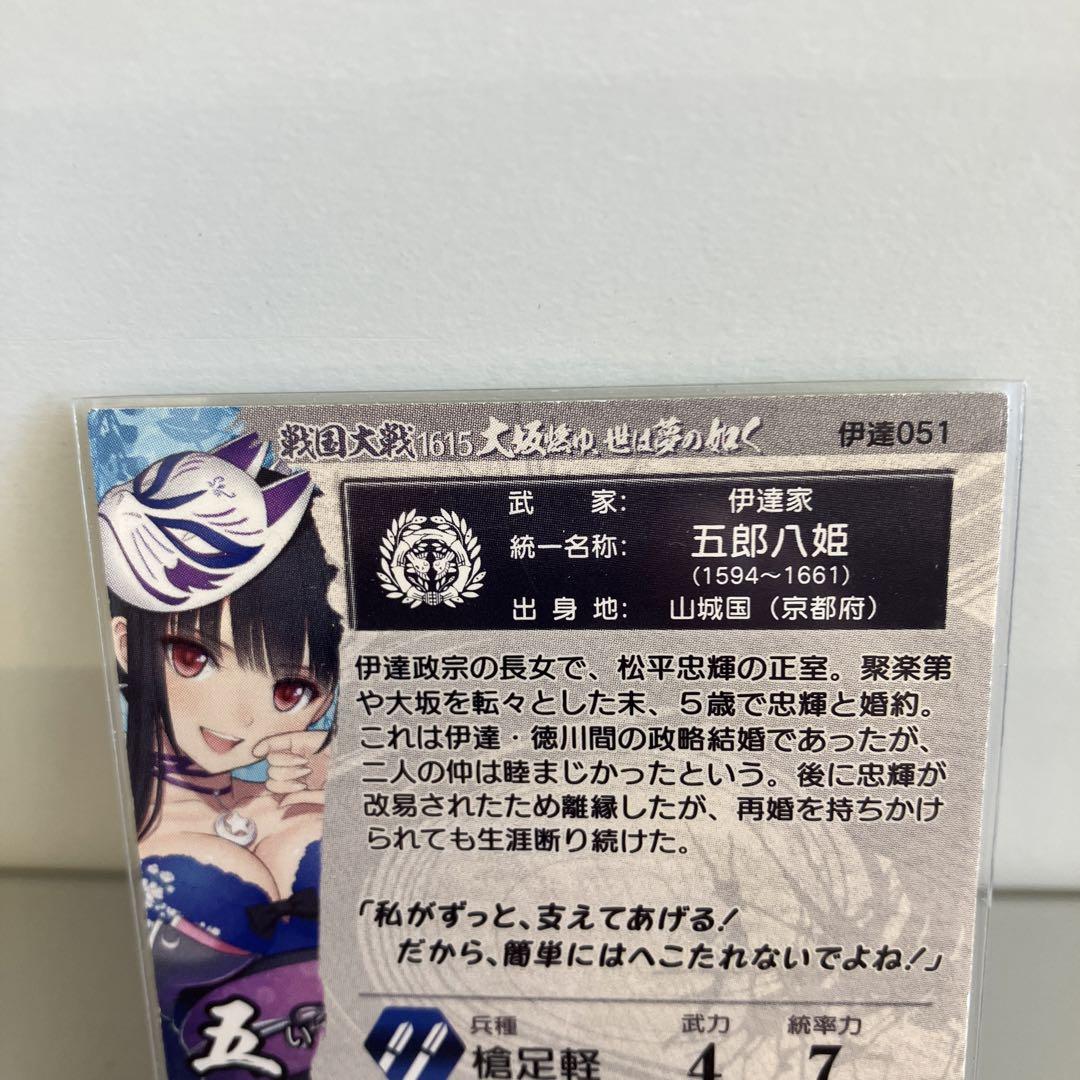 戦国大戦1615 大坂燃ゆ、世は夢の如く 伊達051
武家: 伊達家
統一名称: 五郎八姫
(1594～1661)
出身地: 山城国（京都府）
伊達政宗の長女で、松平忠輝の正室。聚楽第
や大坂を転々とした末、５歳で忠輝と婚約。
これは伊達・徳川間の政略結婚であったが、
二人の仲は睦まじかったという。後に忠輝が
改易されたため離縁したが、再婚を持ちかけ
られても生涯断り続けた。
「私がずっと、支えてあげる！
だから、簡単にはへこたれないでよね！」
兵種 武力 統率力
槍足軽 4 7
五
い